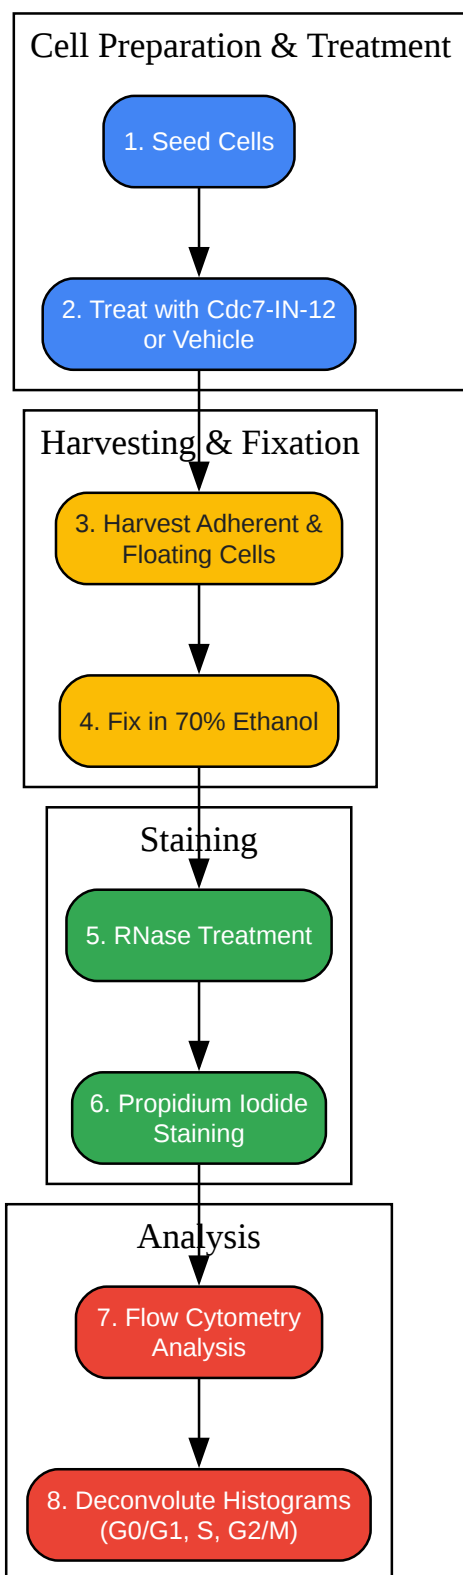 Cell Preparation & Treatment
1. Seed Cells
2. Treat with Cdc7-IN-12
or Vehicle
Harvesting & Fixation
3. Harvest Adherent &
Floating Cells
4. Fix in 70% Ethanol
Staining
5. RNase Treatment
6. Propidium Iodide
Staining
Analysis
7. Flow Cytometry
Analysis
8. Deconvolute Histograms
(G0/G1, S, G2/M)